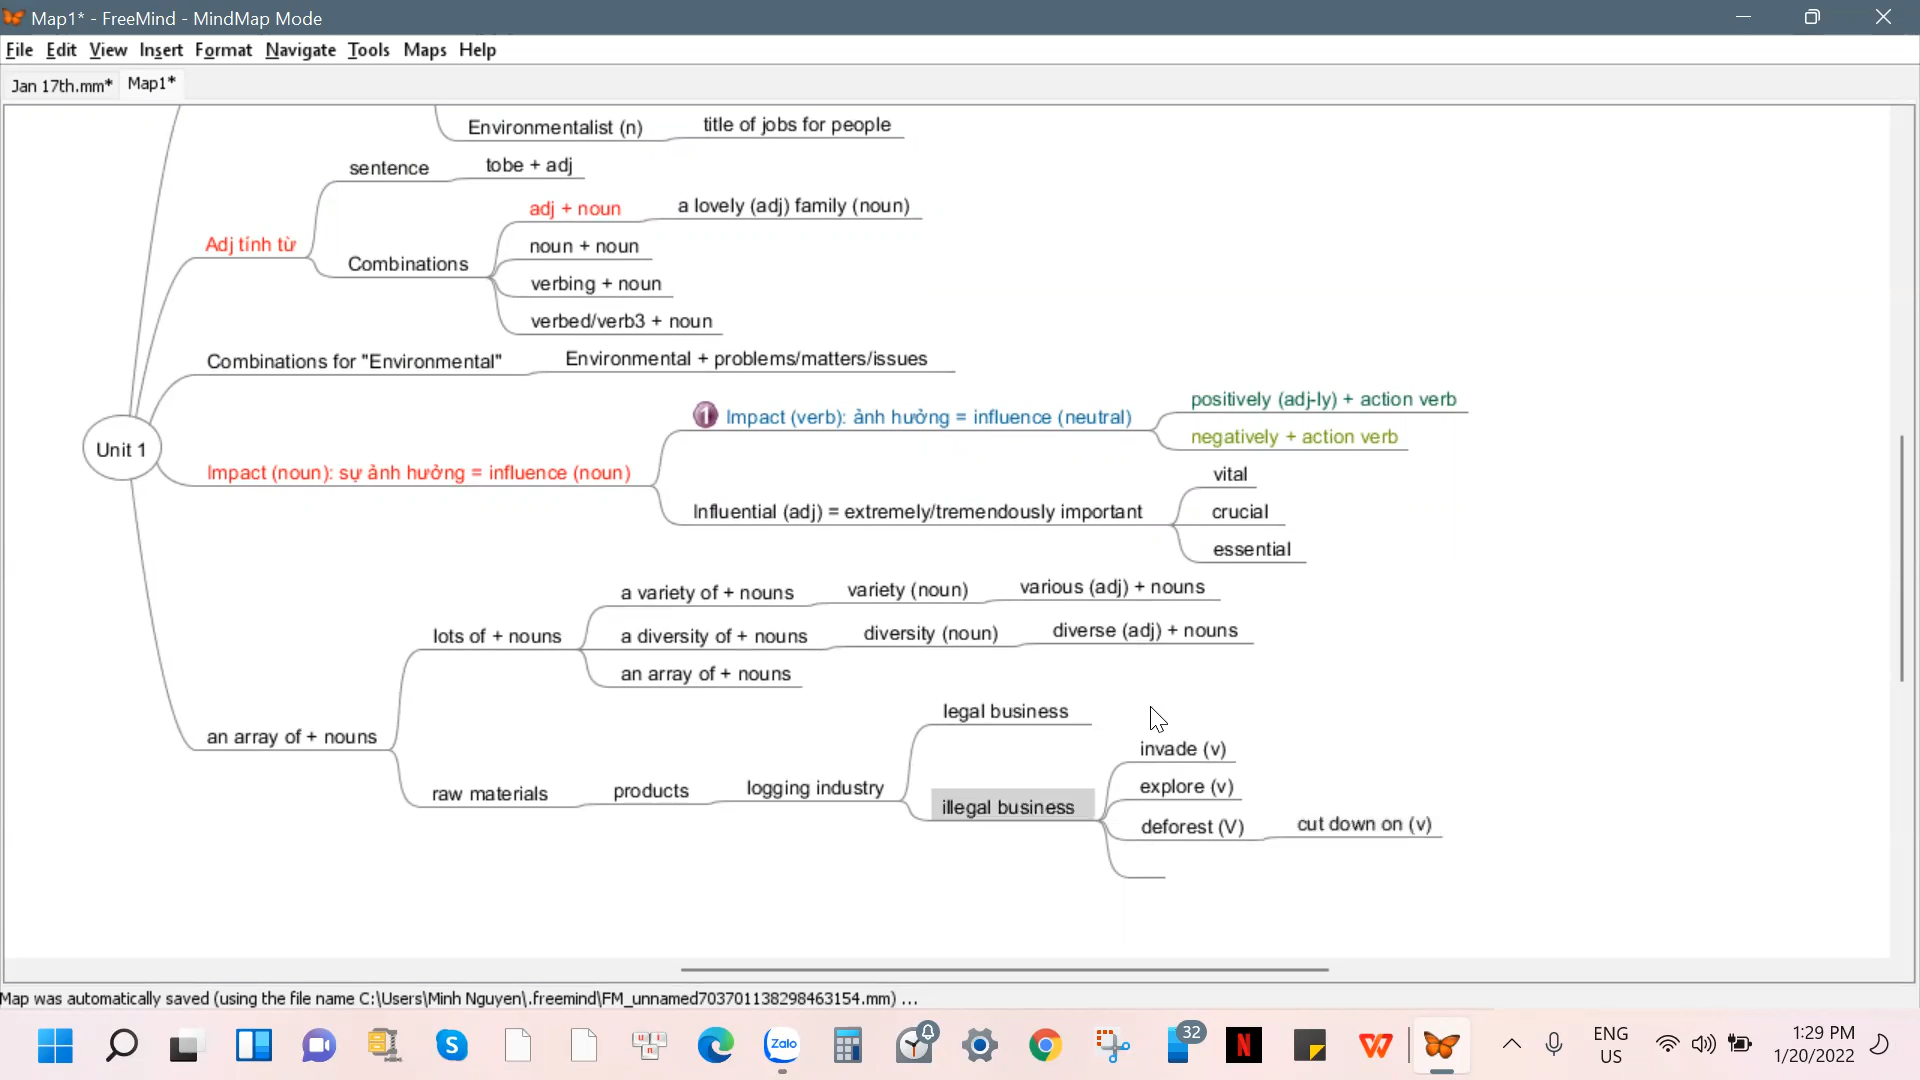 Map1* - FreeMind - MindMap Mode
File Edit View Insert Format Navigate Tools Maps Help
Jan 17th.mm* Map1*
Environmentalist (n) title of jobs for people
sentence tobe + adj
adj + noun a lovely (adj) family (noun)
Adj tính từ
noun + noun
Combinations
verbing + noun
verbed/verb3 + noun
Combinations for "Environmental" Environmental + problems/matters/issues
positively (adj-ly) + action verb
1 Impact (verb): ảnh hưởng = influence (neutral)
negatively + action verb
Unit 1
Impact (noun): sự ảnh hưởng = influence (noun)
vital
Influential (adj) = extremely/tremendously important
crucial
essential
a variety of + nouns variety (noun) various (adj) + nouns
lots of + nouns
a diversity of + nouns diversity (noun) diverse (adj) + nouns
an array of + nouns
legal business
an array of + nouns
invade (v)
raw materials products logging industry
explore (v)
illegal business
deforest (V) cut down on (v)
Map was automatically saved (using the file name C:\Users\Minh Nguyen\.freemind\FM_unnamed703701138298463154.mm) ...
u n n
Zalo
32
N
ENG
US
1:29 PM
1/20/2022